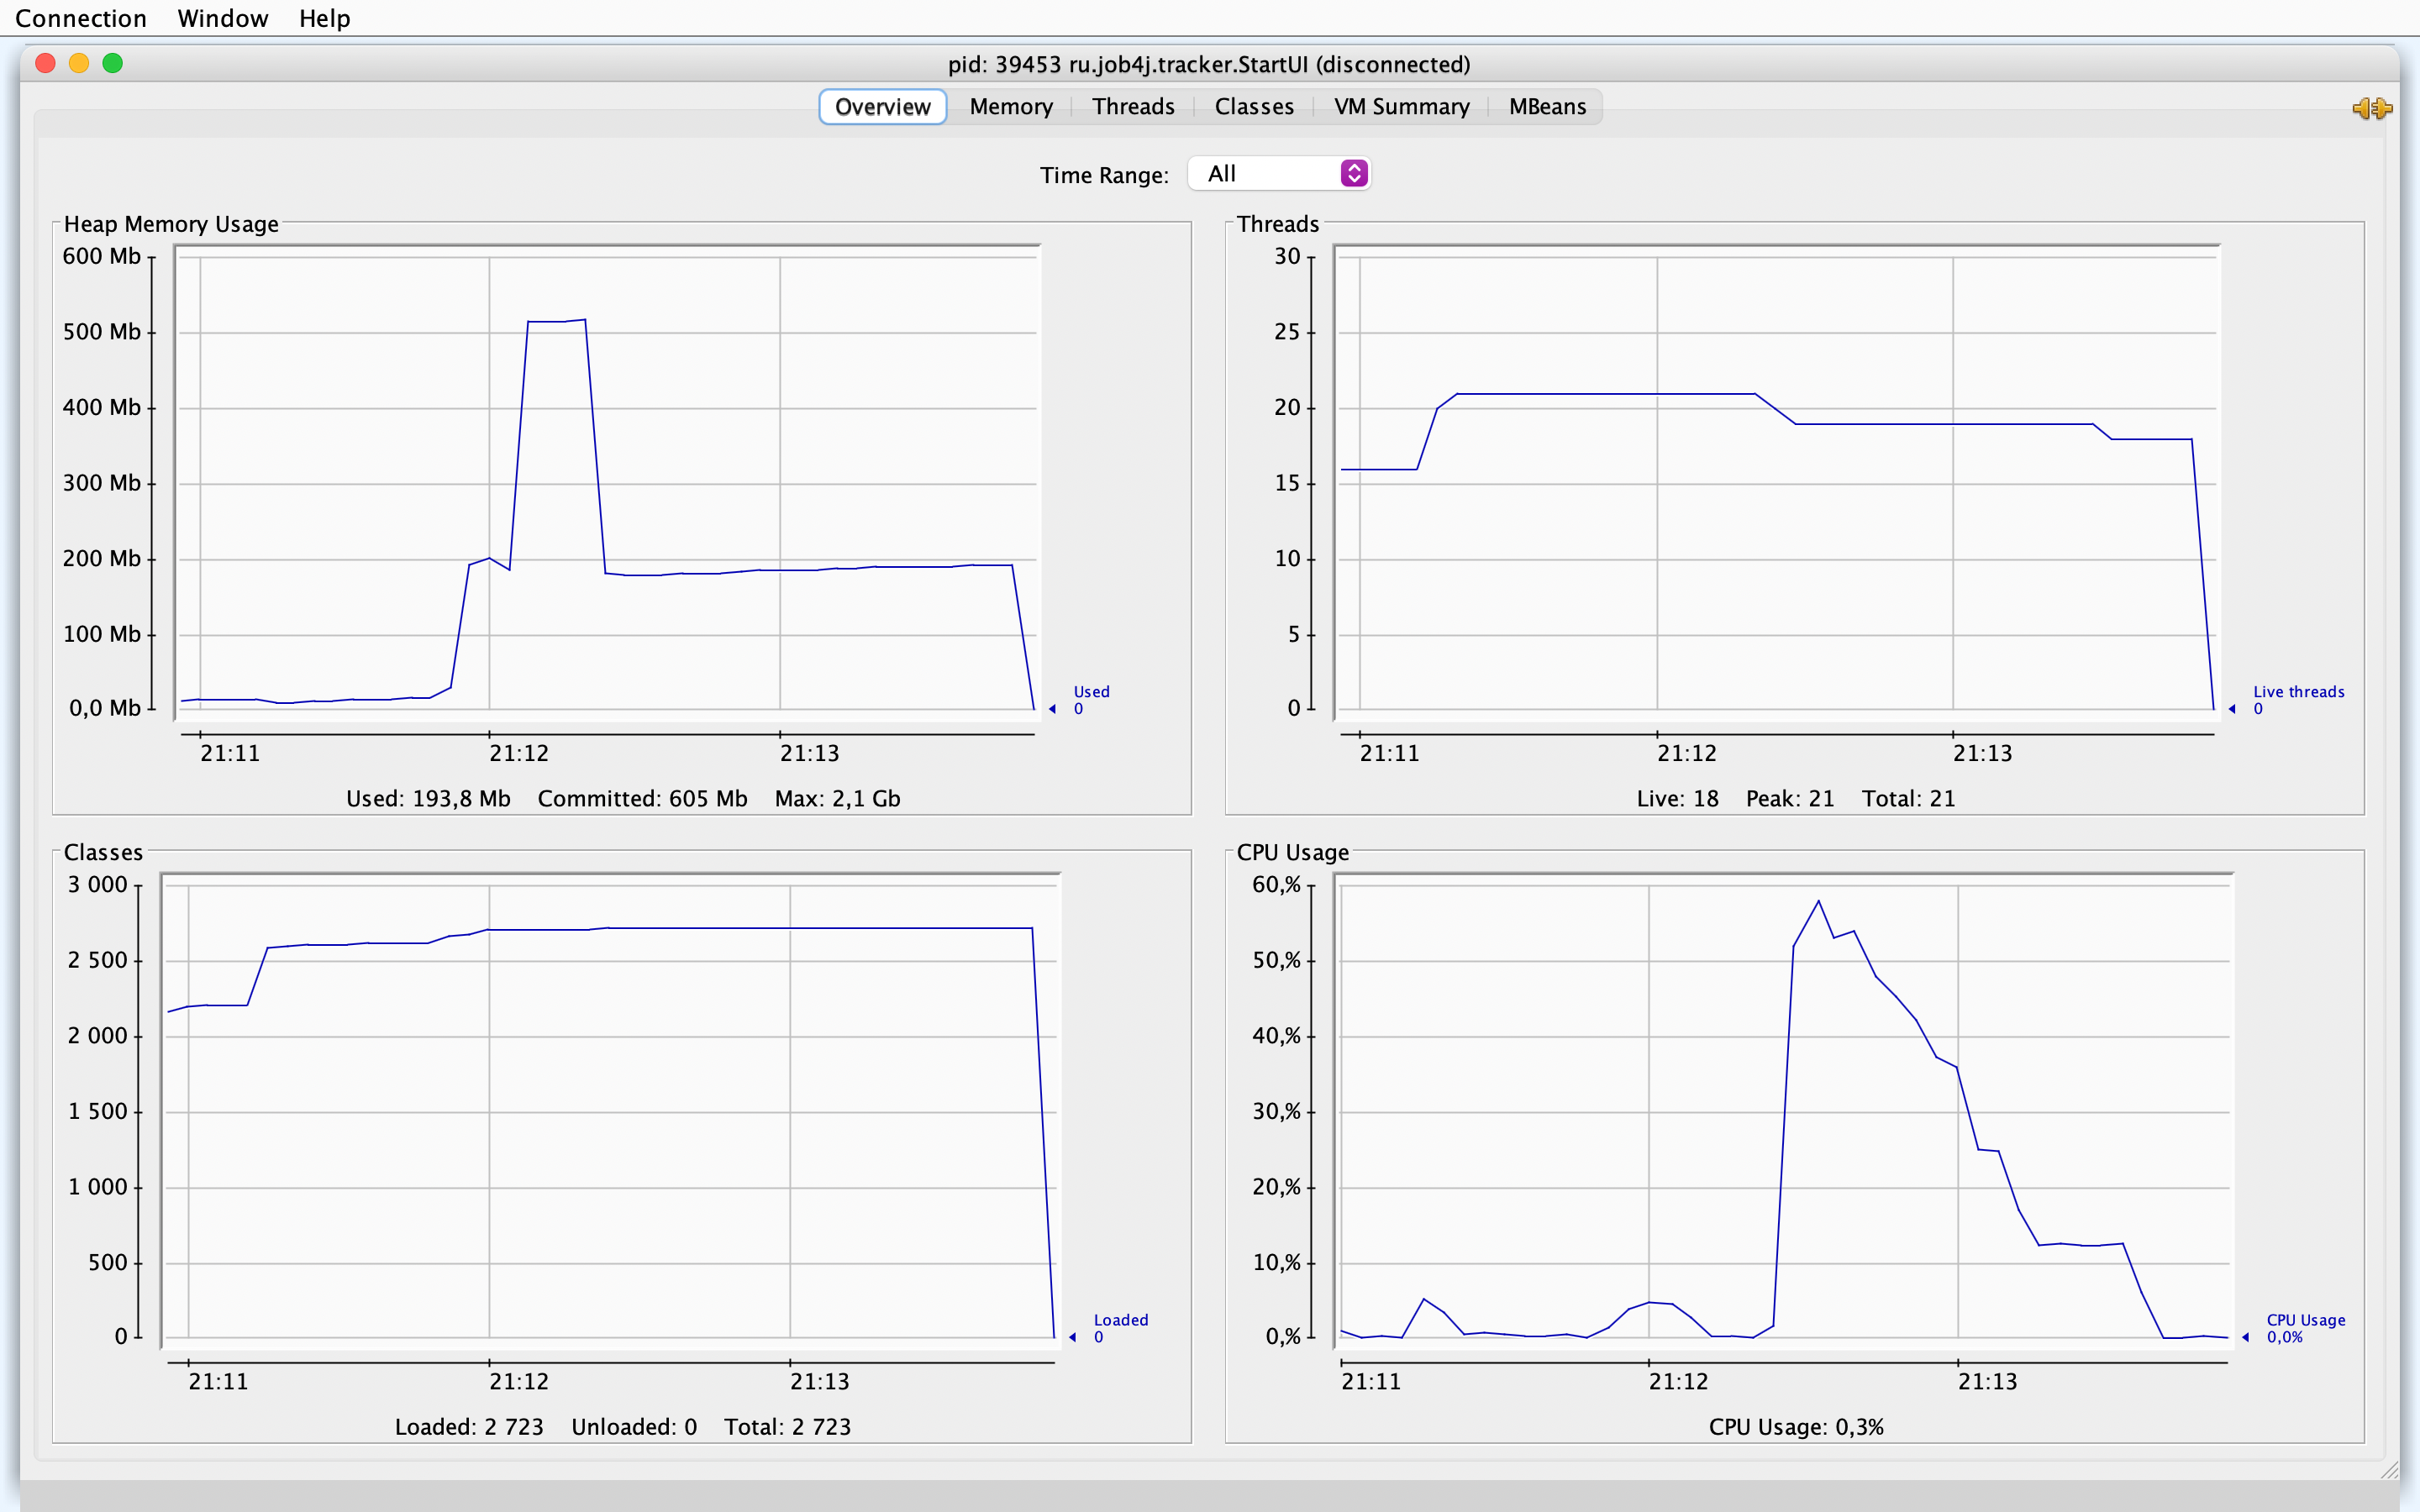 Connection Window Help
pid: 39453 ru.job4j.tracker.StartUI (disconnected)
Overview Memory Threads Classes VM Summary MBeans
Time Range: All
Heap Memory Usage
600 Mb
500 Mb
400 Mb
300 Mb
200 Mb
100 Mb
0,0 Mb
Used
0
21:11 21:12 21:13
Used: 193,8 Mb Committed: 605 Mb Max: 2,1 Gb
Threads
30
25
20
15
10
5
0
Live threads
0
21:11 21:12 21:13
Live: 18 Peak: 21 Total: 21
Classes
3 000
2 500
2 000
1 500
1 000
500
0
Loaded
0
21:11 21:12 21:13
Loaded: 2 723 Unloaded: 0 Total: 2 723
CPU Usage
60,%
50,%
40,%
30,%
20,%
10,%
0,%
CPU Usage
0,0%
21:11 21:12 21:13
CPU Usage: 0,3%